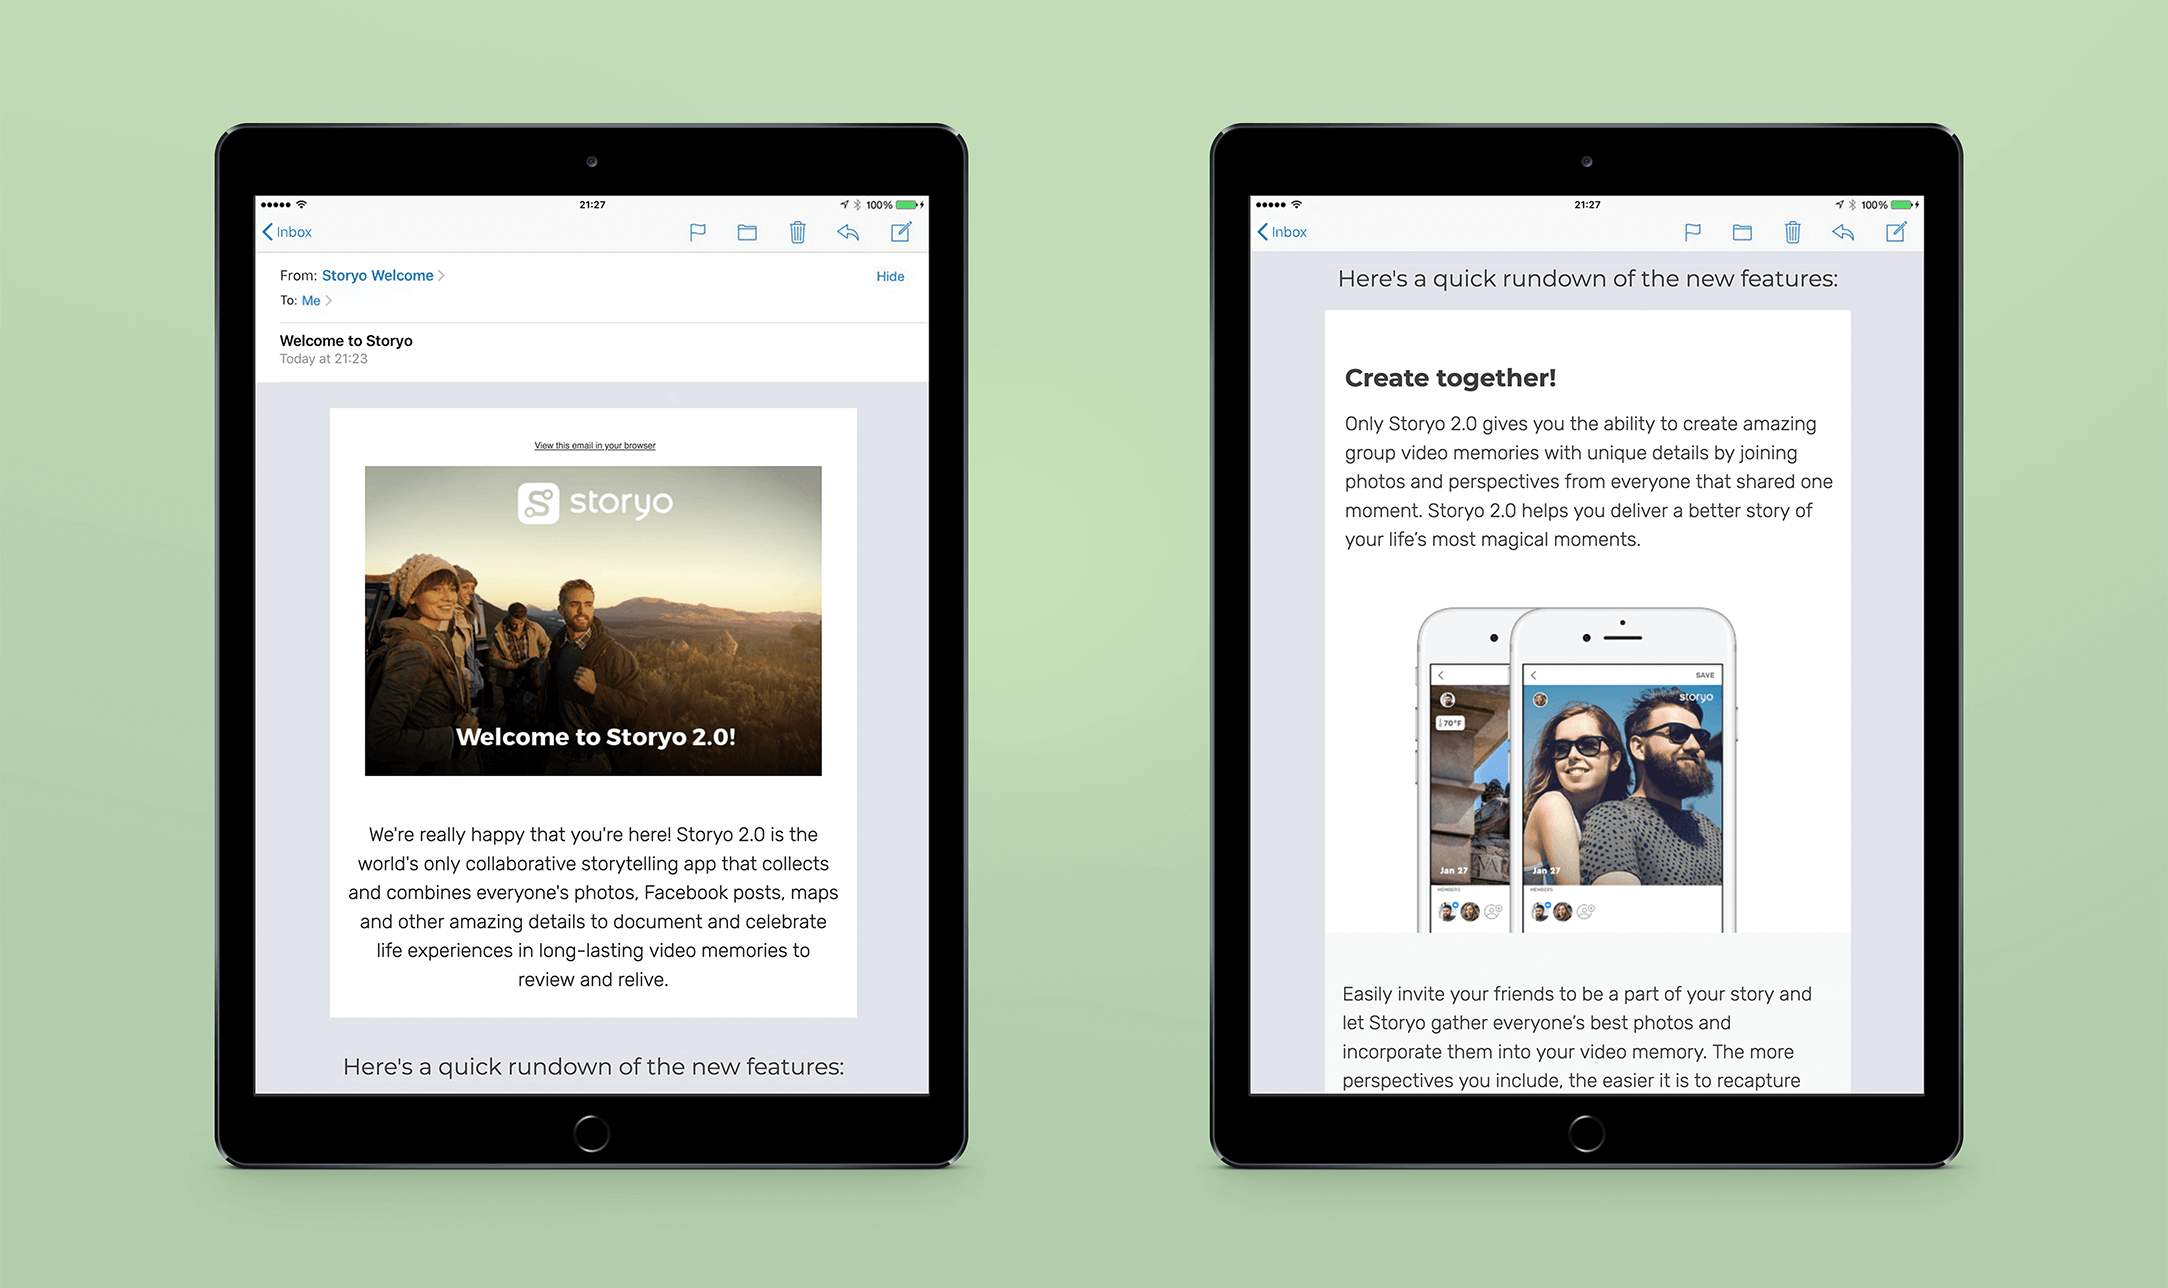 21:27
100%
Inbox
From: Storyo Welcome
Hide
To: Me
Welcome to Storyo
Today at 21:23
View this email in your browser
storyo
Welcome to Storyo 2.0!
We're really happy that you're here! Storyo 2.0 is the
world's only collaborative storytelling app that collects
and combines everyone's photos, Facebook posts, maps
and other amazing details to document and celebrate
life experiences in long-lasting video memories to
review and relive.
Here's a quick rundown of the new features:
21:27
100%
Inbox
Here's a quick rundown of the new features:
Create together!
Only Storyo 2.0 gives you the ability to create amazing
group video memories with unique details by joining
photos and perspectives from everyone that shared one
moment. Storyo 2.0 helps you deliver a better story of
your life’s most magical moments.
SAVE
storyo
70°F
Jan 27
Jan 27
MEMBERS
MEMBERS
Easily invite your friends to be a part of your story and
let Storyo gather everyone’s best photos and
incorporate them into your video memory. The more
perspectives you include, the easier it is to recapture